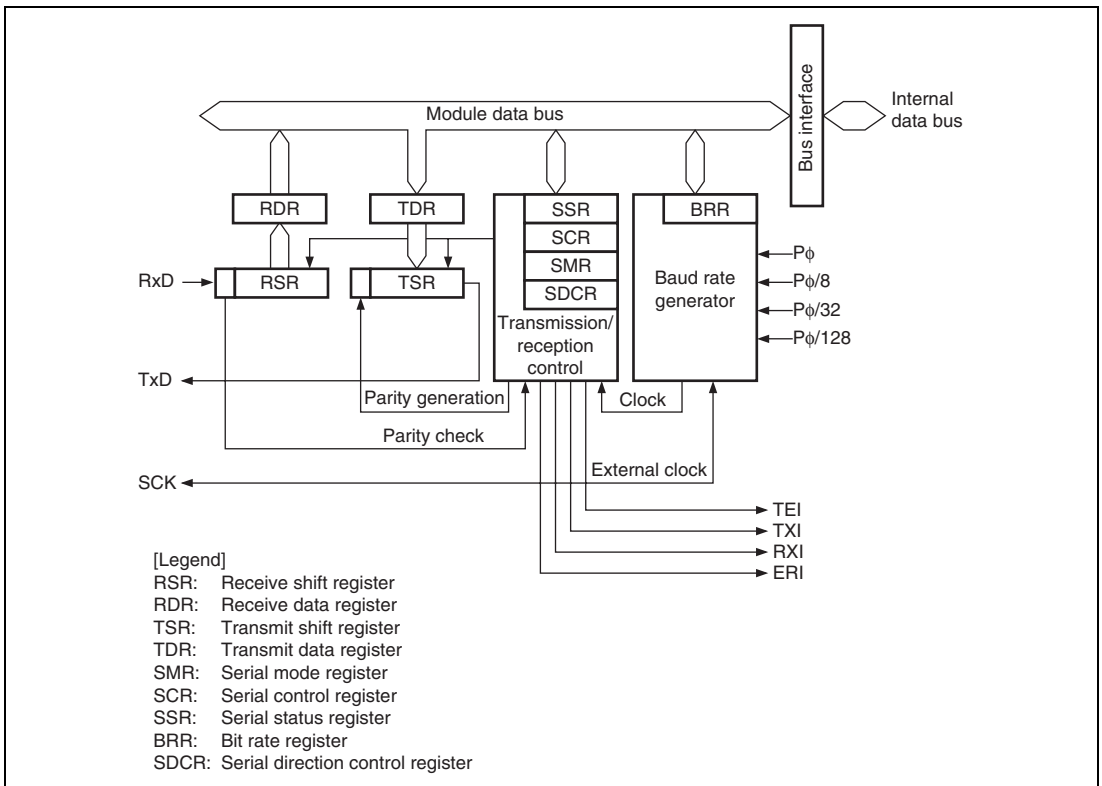 Module data bus
Bus interface
Internal
data bus
RDR
TDR
SSR
BRR
SCR
SMR
SDCR
RxD
RSR
TSR
Baud rate
generator
Pϕ
Pϕ/8
Pϕ/32
Pϕ/128
Transmission/
reception
control
TxD
Parity generation
Clock
Parity check
External clock
SCK
TEI
TXI
RXI
ERI
[Legend]
RSR: Receive shift register
RDR: Receive data register
TSR: Transmit shift register
TDR: Transmit data register
SMR: Serial mode register
SCR: Serial control register
SSR: Serial status register
BRR: Bit rate register
SDCR: Serial direction control register